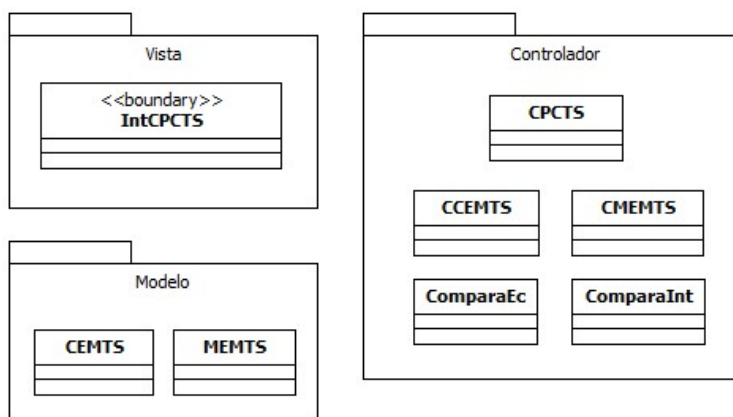 Vista
<<boundary>>
IntCPCTS
Controlador
CPCTS
CCEMTS
CMEMTS
ComparaEc
ComparaInt
Modelo
CEMTS
MEMTS